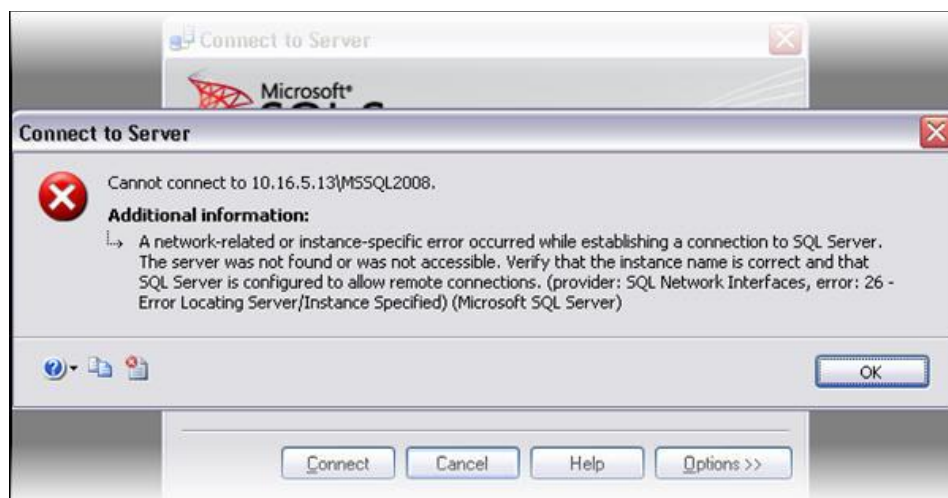 Connect to Server
Microsoft®
Connect to Server
Cannot connect to 10.16.5.13\MSSQL2008.
Additional information:
A network-related or instance-specific error occurred while establishing a connection to SQL Server.
The server was not found or was not accessible. Verify that the instance name is correct and that
SQL Server is configured to allow remote connections. (provider: SQL Network Interfaces, error: 26 -
Error Locating Server/Instance Specified) (Microsoft SQL Server)
OK
Connect
Cancel
Help
Options >>